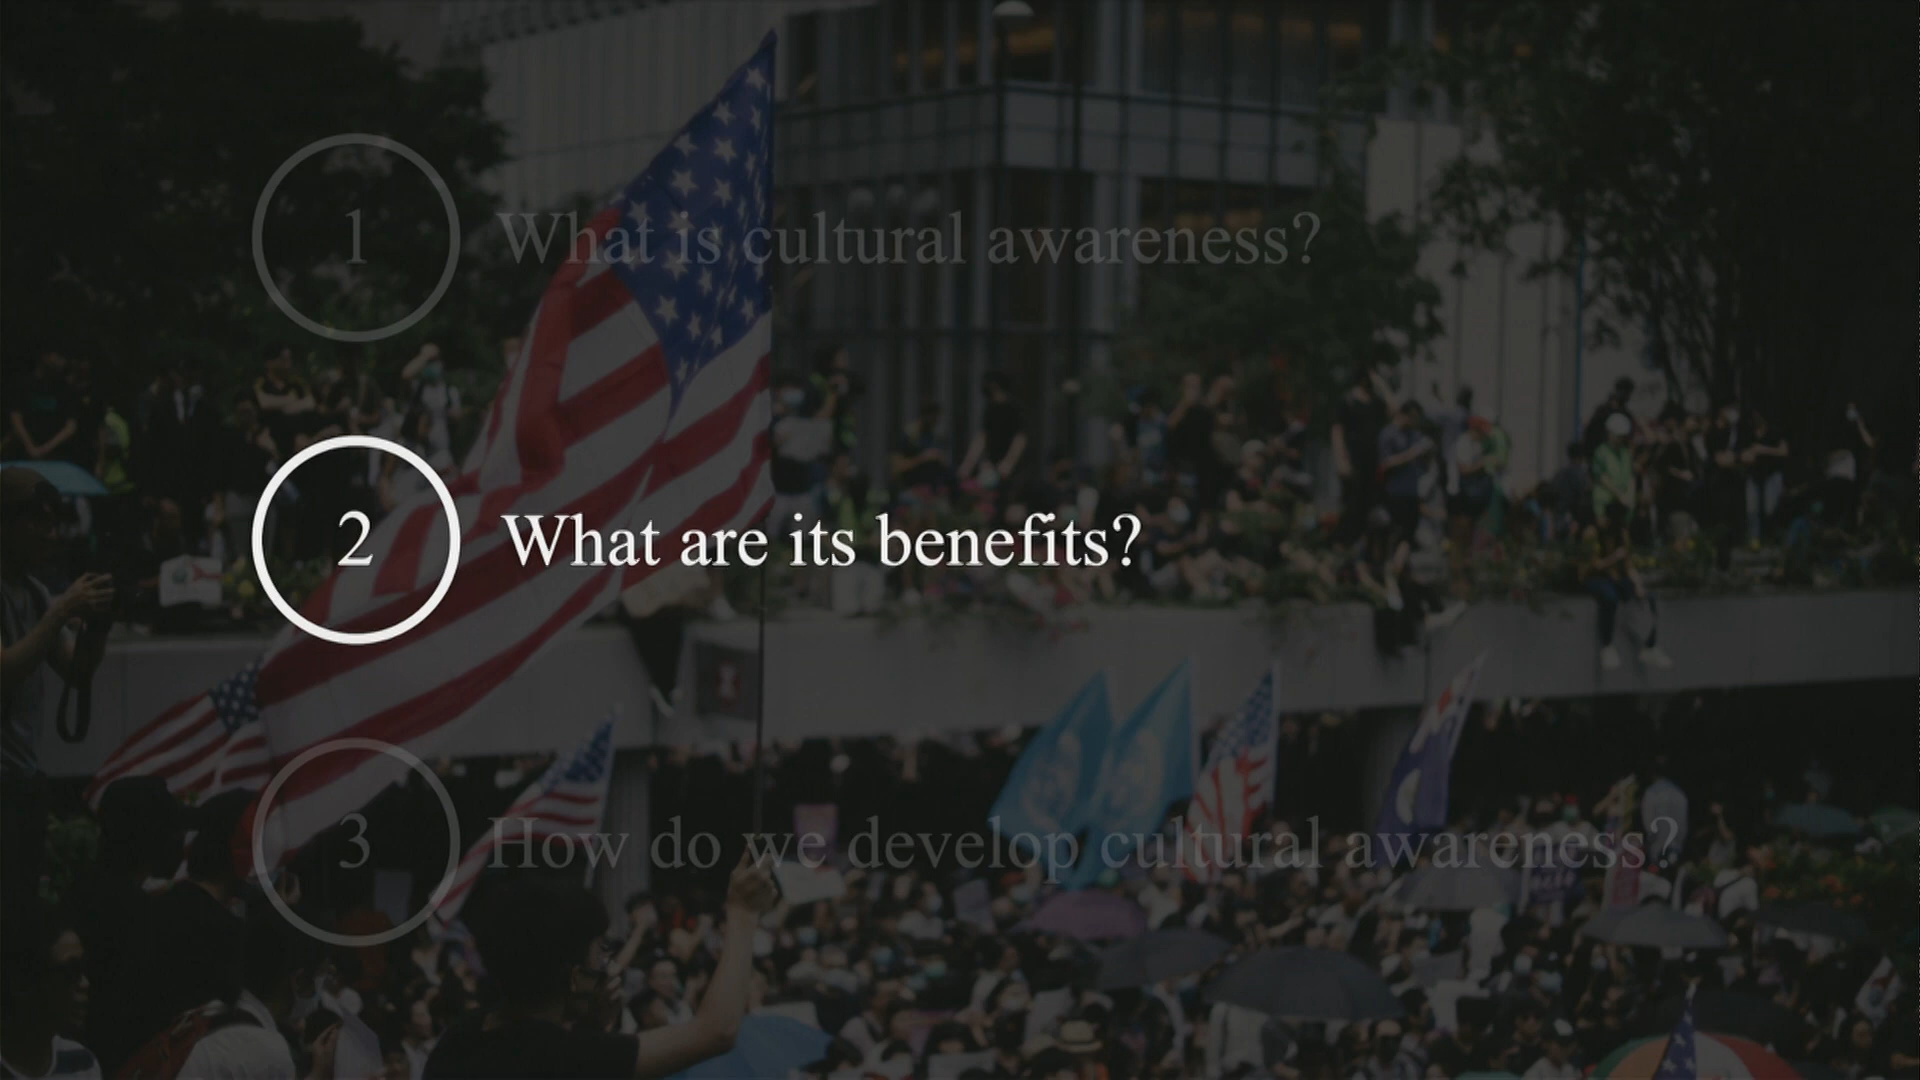 1
What is cultural awareness?
2
What are its benefits?
3
How do we develop cultural awareness?